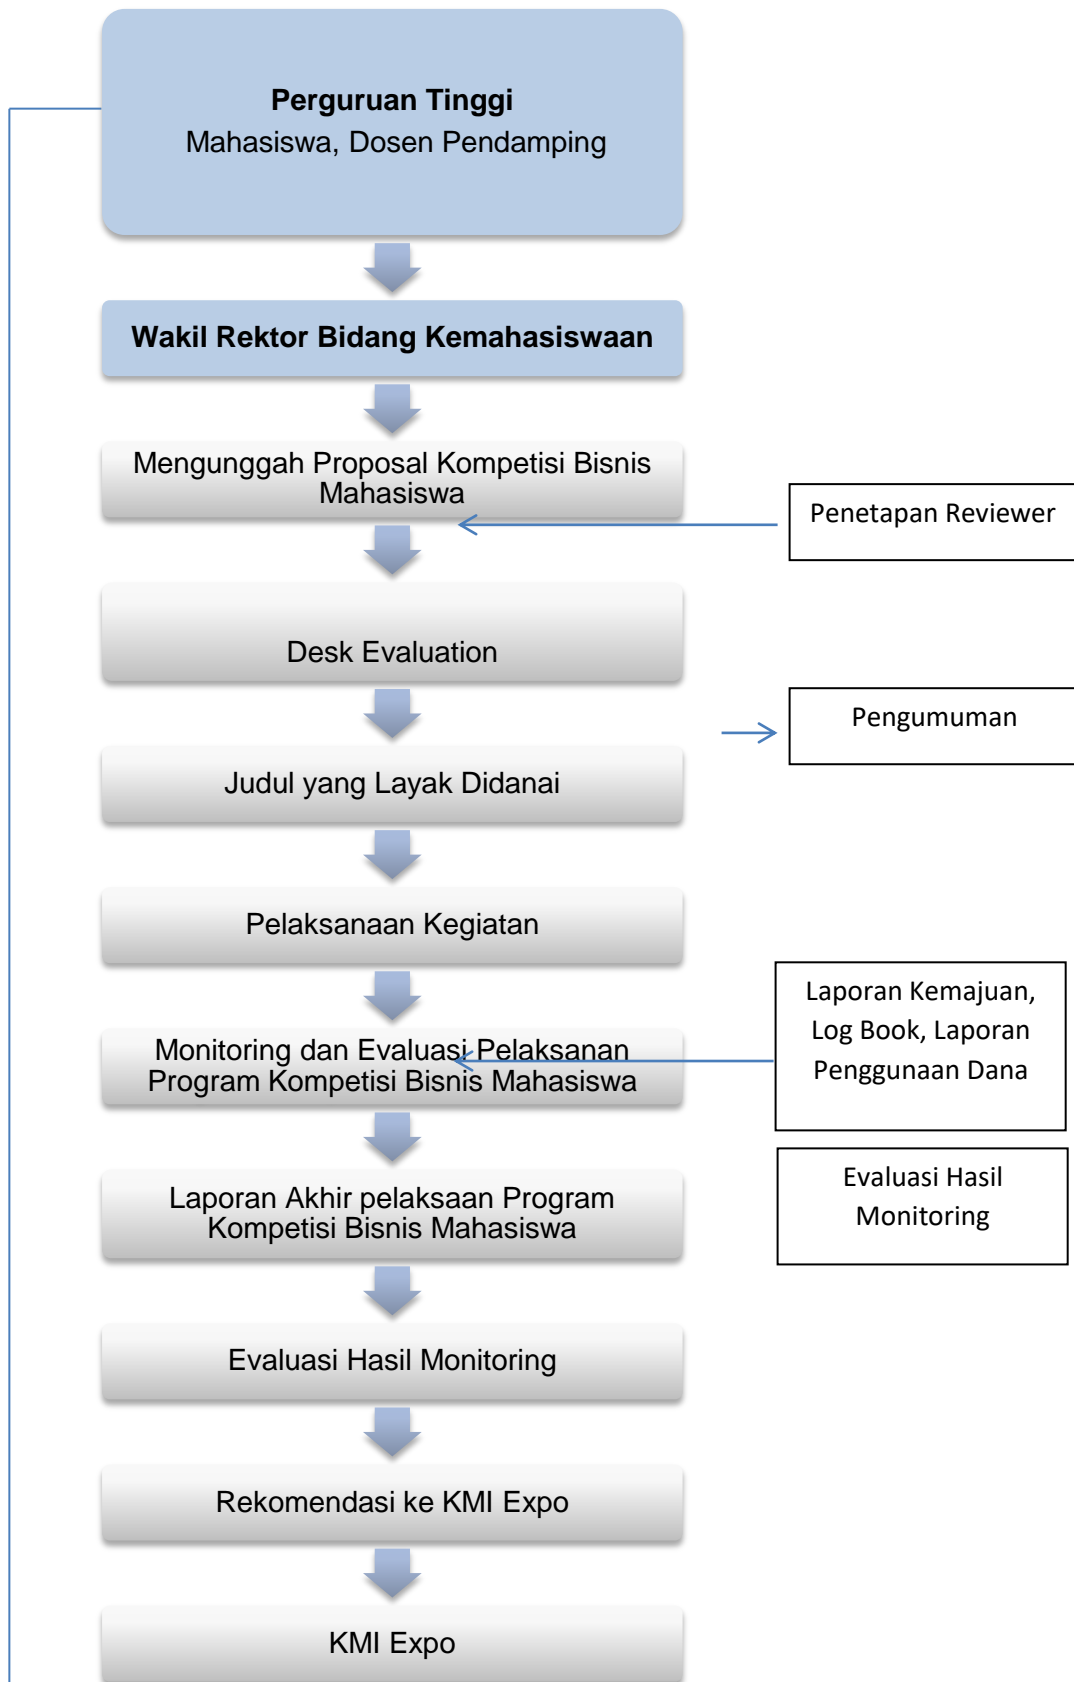 Perguruan Tinggi
Mahasiswa, Dosen Pendamping
Wakil Rektor Bidang Kemahasiswaan
Mengunggah Proposal Kompetisi Bisnis
Mahasiswa
Penetapan Reviewer
Desk Evaluation
Pengumuman
Judul yang Layak Didanai
Pelaksanaan Kegiatan
Monitoring dan Evaluasi Pelaksanan
Program Kompetisi Bisnis Mahasiswa
Laporan Kemajuan,
Log Book, Laporan
Penggunaan Dana
Laporan Akhir pelaksaan Program
Kompetisi Bisnis Mahasiswa
Evaluasi Hasil
Monitoring
Evaluasi Hasil Monitoring
Rekomendasi ke KMI Expo
KMI Expo